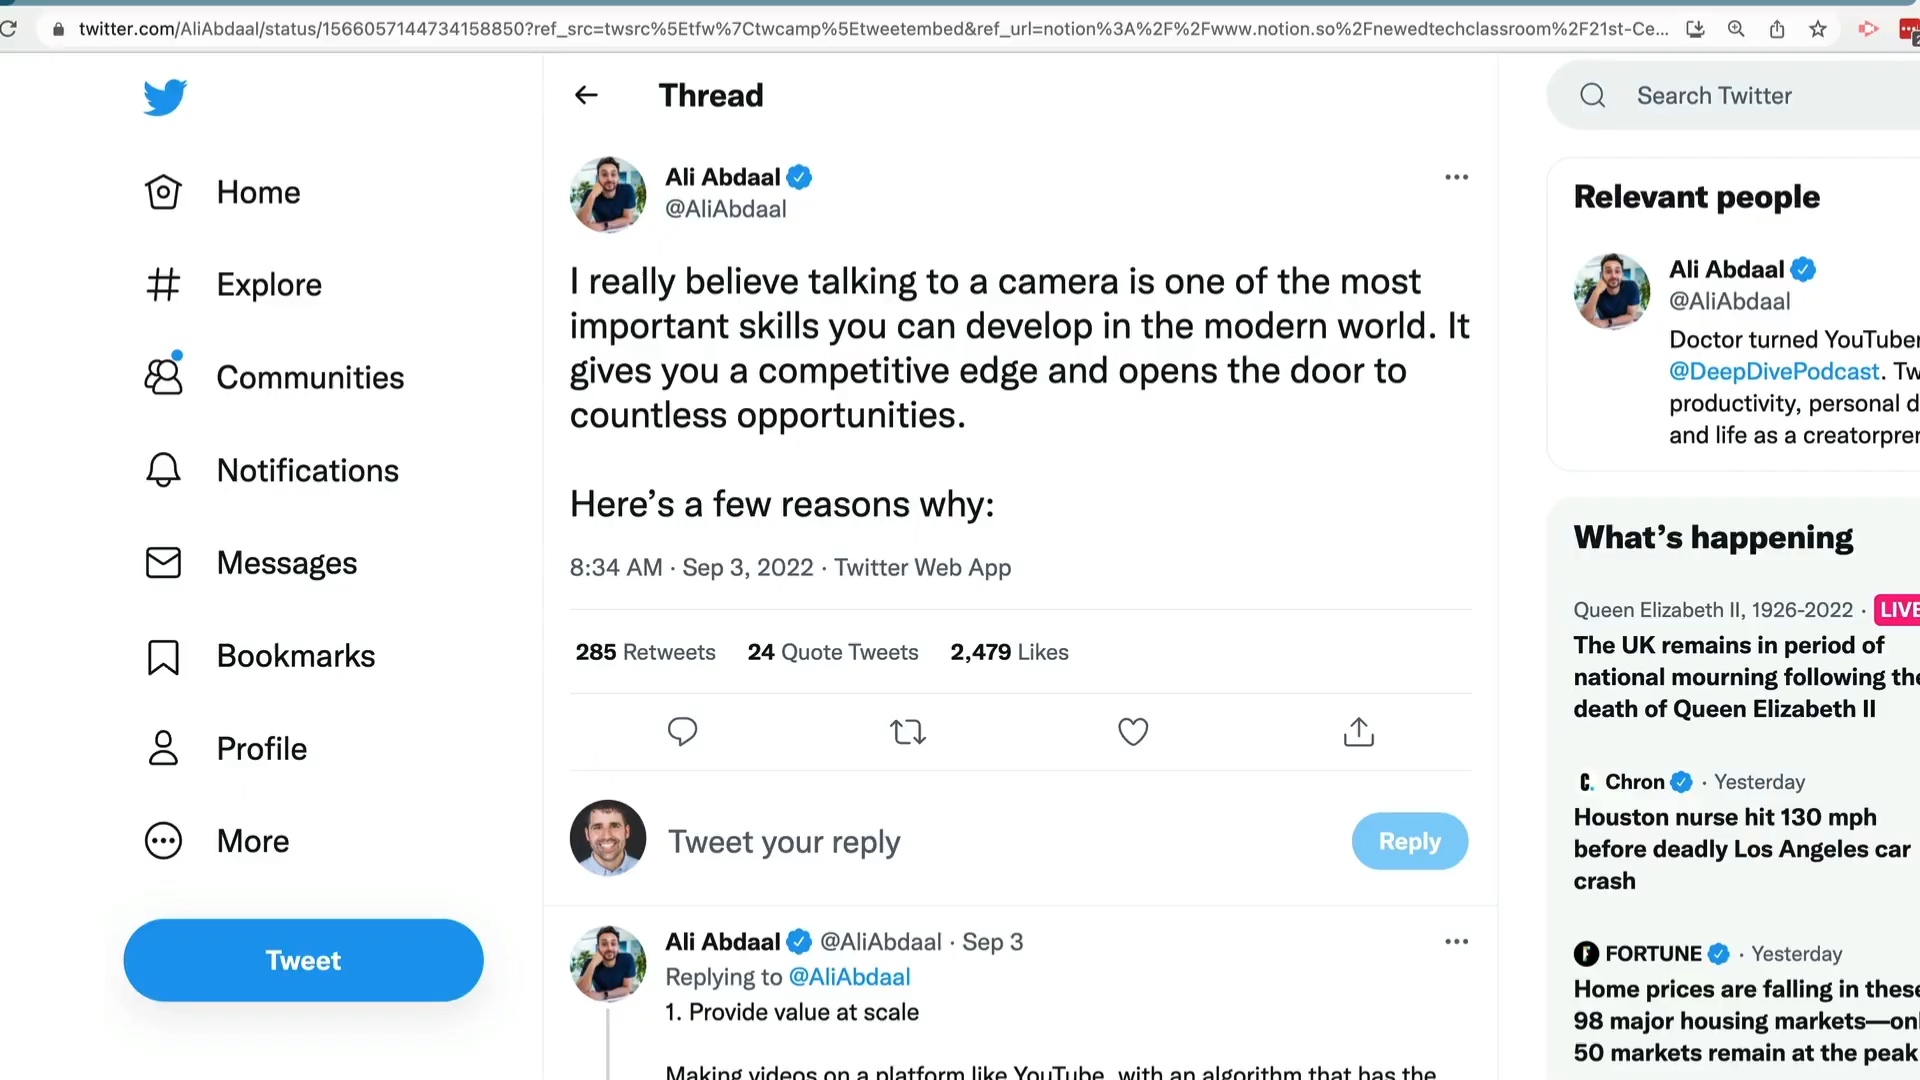 twitter.com/AliAbdaal/status/1566057144734158850?ref_src=twsrc%5Etfw%7Ctwcamp%5Etweetembed&ref_url=notion%3A%2F%2Fwww.notion.so%2Fnewedtechclassroom%2F21st-Ce...
Home
Explore
Communities
Notifications
Messages
Bookmarks
Profile
More
Tweet
Thread
Ali Abdaal
@AliAbdaal
I really believe talking to a camera is one of the most
important skills you can develop in the modern world. It
gives you a competitive edge and opens the door to
countless opportunities.
Here’s a few reasons why:
8:34 AM · Sep 3, 2022 · Twitter Web App
285 Retweets 24 Quote Tweets 2,479 Likes
Tweet your reply
Reply
Ali Abdaal @AliAbdaal · Sep 3
Replying to @AliAbdaal
1. Provide value at scale
Making videos on a platform like YouTube, with an algorithm that has the
Search Twitter
Relevant people
Ali Abdaal
@AliAbdaal
Doctor turned YouTuber
@DeepDivePodcast. Tw
productivity, personal d
and life as a creatorpre
What’s happening
Queen Elizabeth II, 1926-2022 · LIVE
The UK remains in period of
national mourning following the
death of Queen Elizabeth II
C. Chron · Yesterday
Houston nurse hit 130 mph
before deadly Los Angeles car
crash
F FORTUNE · Yesterday
Home prices are falling in these
98 major housing markets—on
50 markets remain at the peak